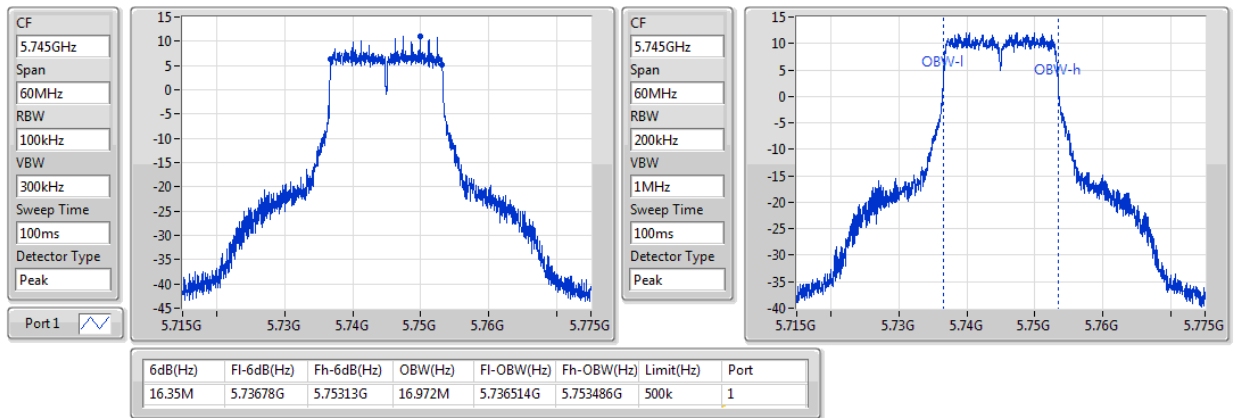 CF
5.745GHz
Span
60MHz
RBW
100kHz
VBW
300kHz
Sweep Time
100ms
Detector Type
Peak
Port 1
15
10
5
0
-5
-10
-15
-20
-25
-30
-35
-40
-45
5.715G 5.73G 5.74G 5.75G 5.76G 5.775G
CF
5.745GHz
Span
60MHz
RBW
200kHz
VBW
1MHz
Sweep Time
100ms
Detector Type
Peak
15
10
5
0
-5
-10
-15
-20
-25
-30
-35
-40
OBW-l OBW-h
5.715G 5.73G 5.74G 5.75G 5.76G 5.775G
6dB(Hz) Fl-6dB(Hz) Fh-6dB(Hz) OBW(Hz) Fl-OBW(Hz) Fh-OBW(Hz) Limit(Hz) Port
16.35M 5.73678G 5.75313G 16.972M 5.736514G 5.753486G 500k 1